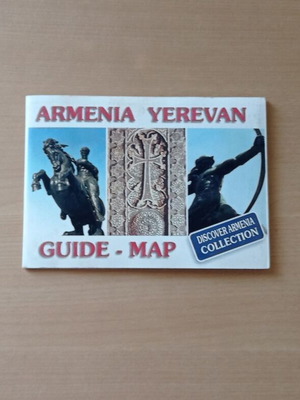 ARMENIA YEREVAN
GUIDE - MAP
DISCOVER ARMENIA
COLLECTION